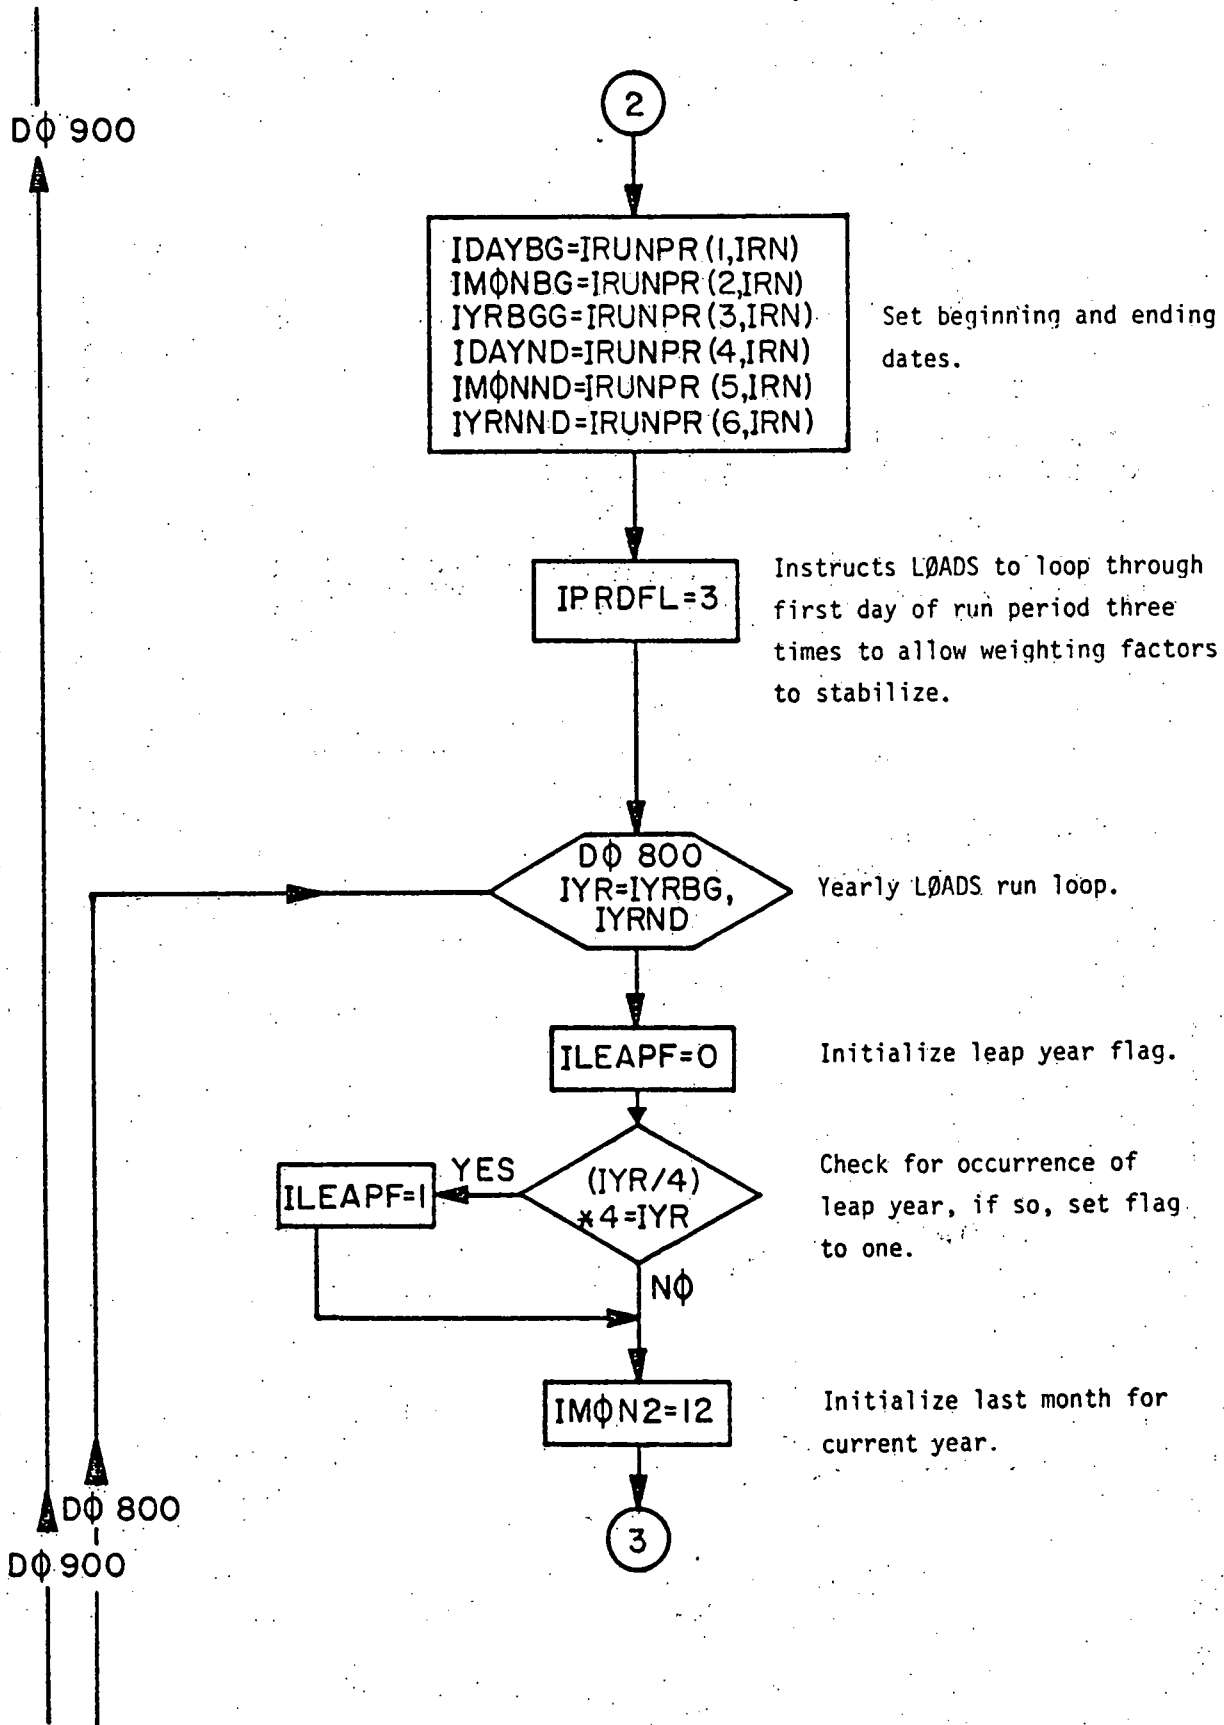 DØ 900
2
IDAYBG=IRUNPR(1,IRN)
IMØNBG=IRUNPR(2,IRN)
IYRBGG=IRUNPR(3,IRN)
IDAYND=IRUNPR(4,IRN)
IMØNND=IRUNPR(5,IRN)
IYRNND=IRUNPR(6,IRN)
Set beginning and ending
dates.
IPRDFL=3
Instructs LØADS to loop through
first day of run period three
times to allow weighting factors
to stabilize.
DØ 800
IYR=IYRBG,
IYRND
Yearly LØADS run loop.
ILEAPF=0
Initialize leap year flag.
(IYR/4)
*4=IYR
YES
ILEAPF=1
NØ
Check for occurrence of
leap year, if so, set flag
to one.
IMØN2=12
Initialize last month for
current year.
3
DØ 800
DØ 900